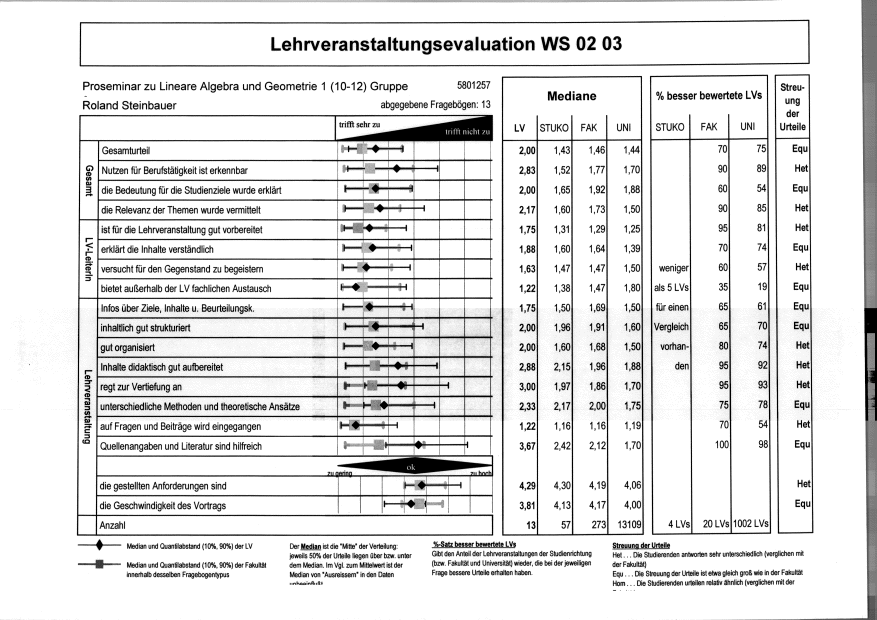 Lehrveranstaltungsevaluation WS 02 03
Proseminar zu Lineare Algebra und Geometrie 1 (10-12) Gruppe 5801257
Roland Steinbauer abgegebene Fragebögen: 13
Mediane % besser bewertete LVs Streu-
ung
der
Urteile
trifft sehr zu trifft nicht zu LV STUKO FAK UNI STUKO FAK UNI
Gesamt
Gesamturteil 2,00 1,43 1,46 1,44 70 75 Equ
Nutzen für Berufstätigkeit ist erkennbar 2,83 1,52 1,77 1,70 90 89 Het
die Bedeutung für die Studienziele wurde erklärt 2,00 1,65 1,92 1,88 60 54 Equ
die Relevanz der Themen wurde vermittelt 2,17 1,60 1,73 1,50 90 85 Het
LV-LeiterIn
ist für die Lehrveranstaltung gut vorbereitet 1,75 1,31 1,29 1,25 95 81 Het
erklärt die Inhalte verständlich 1,88 1,60 1,64 1,39 70 74 Equ
versucht für den Gegenstand zu begeistern 1,63 1,47 1,47 1,50 weniger 60 57 Het
bietet außerhalb der LV fachlichen Austausch 1,22 1,38 1,47 1,80 als 5 LVs 35 19 Equ
Lehrveranstaltung
Infos über Ziele, Inhalte u. Beurteilungsk. 1,75 1,50 1,69 1,50 für einen 65 61 Equ
inhaltlich gut strukturiert 2,00 1,96 1,91 1,60 Vergleich 65 70 Equ
gut organisiert 2,00 1,60 1,68 1,50 vorhan- 80 74 Het
Inhalte didaktisch gut aufbereitet 2,88 2,15 1,96 1,88 den 95 92 Het
regt zur Vertiefung an 3,00 1,97 1,86 1,70 95 93 Het
unterschiedliche Methoden und theoretische Ansätze 2,33 2,17 2,00 1,75 75 78 Equ
auf Fragen und Beiträge wird eingegangen 1,22 1,16 1,16 1,19 70 54 Het
Quellenangaben und Literatur sind hilfreich 3,67 2,42 2,12 1,70 100 98 Equ
zu gering ok zu hoch
die gestellten Anforderungen sind 4,29 4,30 4,19 4,06 Het
die Geschwindigkeit des Vortrags 3,81 4,13 4,17 4,00 Equ
Anzahl 13 57 273 13109 4 LVs 20 LVs 1002 LVs
Median und Quantilabstand (10%, 90%) der LV
Median und Quantilabstand (10%, 90%) der Fakultät
innerhalb desselben Fragebogentypus
Der Median ist die "Mitte" der Verteilung:
jeweils 50% der Urteile liegen über bzw. unter
dem Median. Im Vgl. zum Mittelwert ist der
Median von "Ausreissern" in den Daten
unbeeinflußt
%-Satz besser bewertete LVs
Gibt den Anteil der Lehrveranstaltungen der Studienrichtung
(bzw. Fakultät und Universität) wieder, die bei der jeweiligen
Frage bessere Urteile erhalten haben.
Streuung der Urteile
Het . . . Die Studierenden antworten sehr unterschiedlich (verglichen mit
der Fakultät)
Equ . . . Die Streuung der Urteile ist etwa gleich groß wie in der Fakultät
Hom . . . Die Studierenden urteilen relativ ähnlich (verglichen mit der